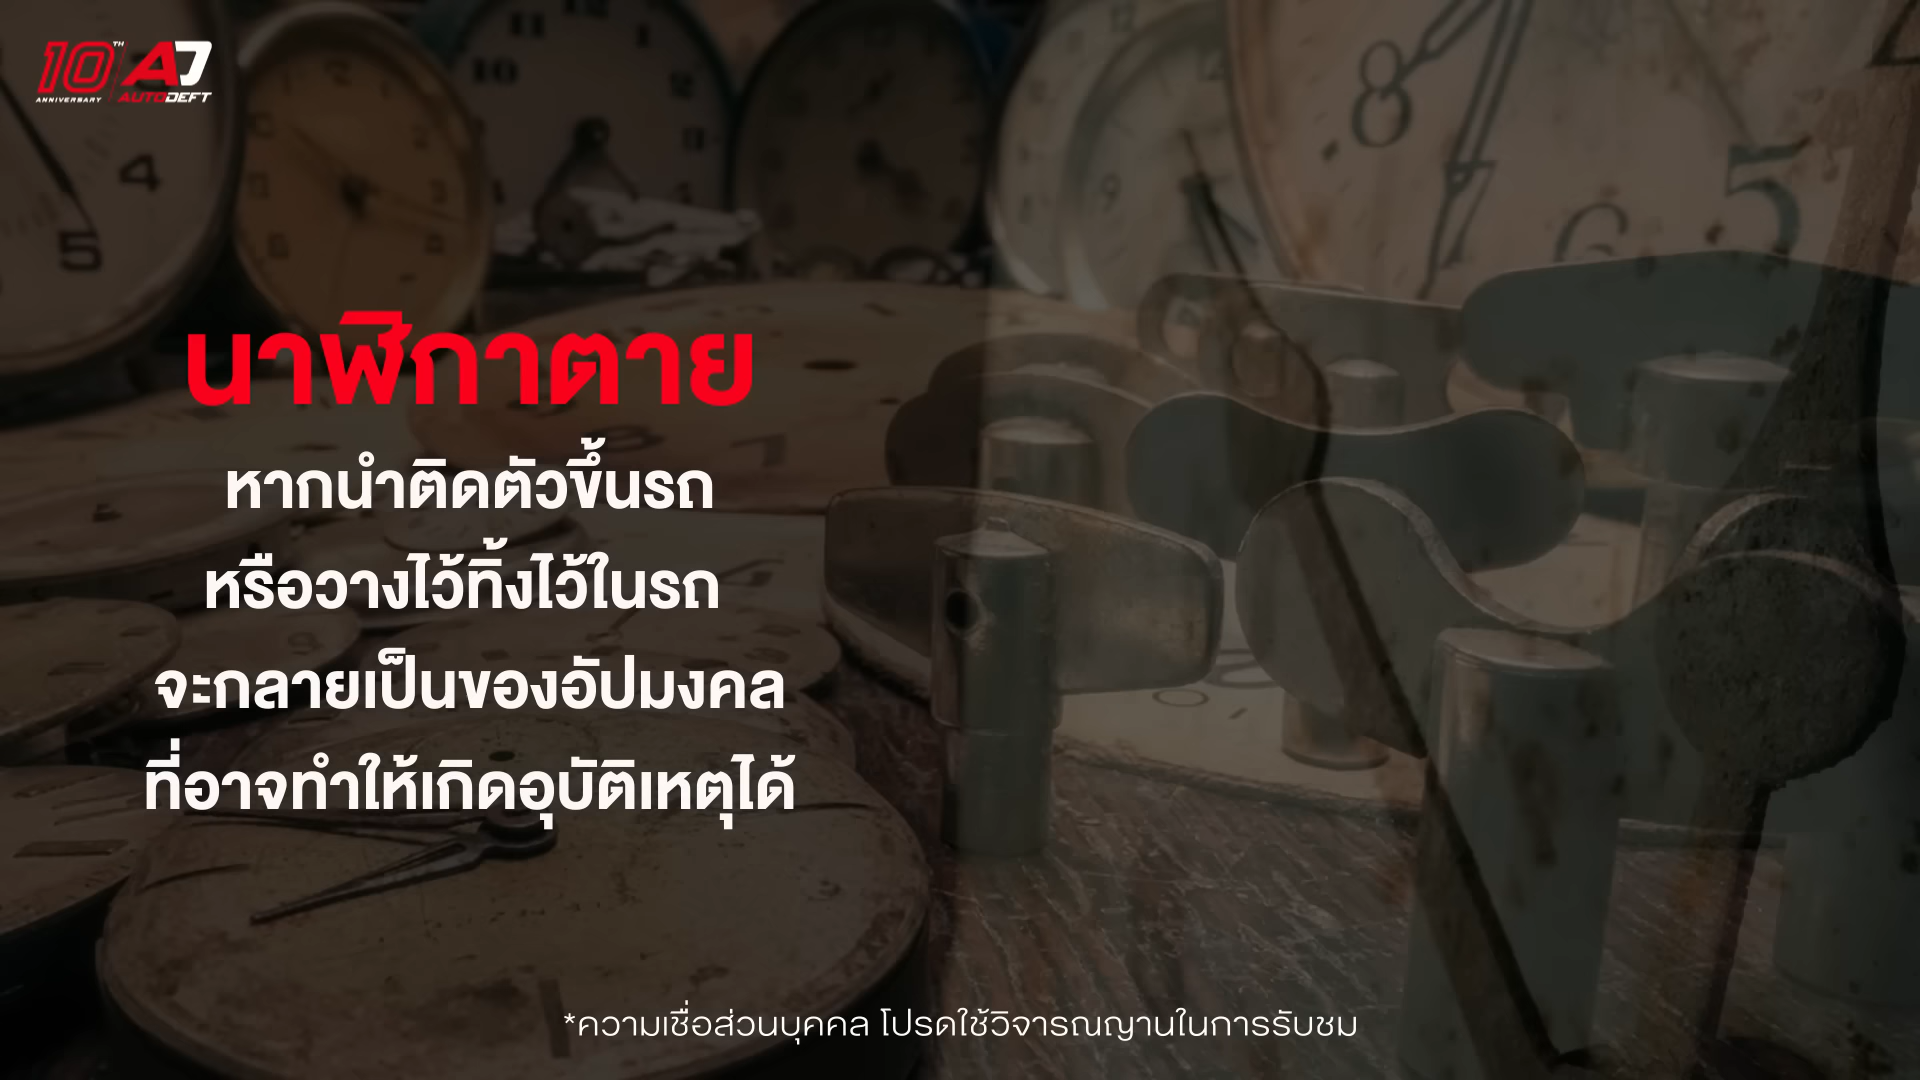 10TH
ANNIVERSARY
AUTODEFT
นาฬิกาตาย
หากนำติดตัวขึ้นรถ
หรือวางไว้ทิ้งไว้ในรถ
จะกลายเป็นของอัปมงคล
ที่อาจทำให้เกิดอุบัติเหตุได้
*ความเชื่อส่วนบุคคล โปรดใช้วิจารณญานในการรับชม